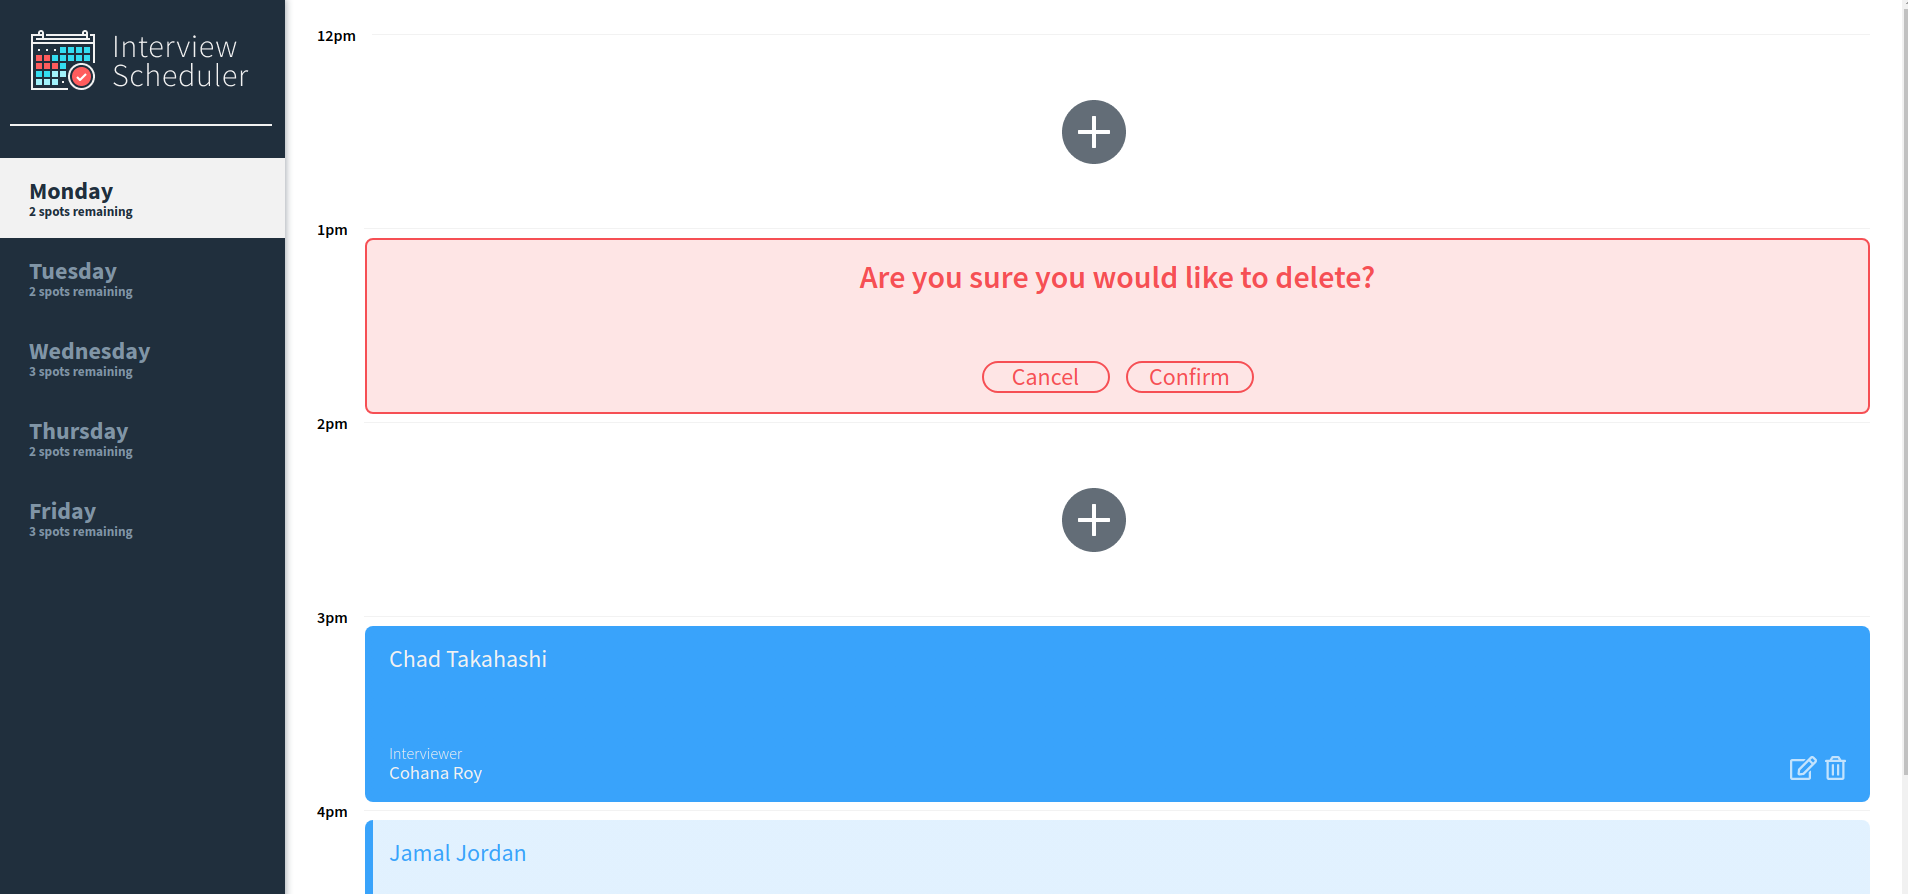 Interview
Scheduler
Monday
2 spots remaining
Tuesday
2 spots remaining
Wednesday
3 spots remaining
Thursday
2 spots remaining
Friday
3 spots remaining
12pm
1pm
Are you sure you would like to delete?
Cancel Confirm
2pm
3pm
Chad Takahashi
Interviewer
Cohana Roy
4pm
Jamal Jordan